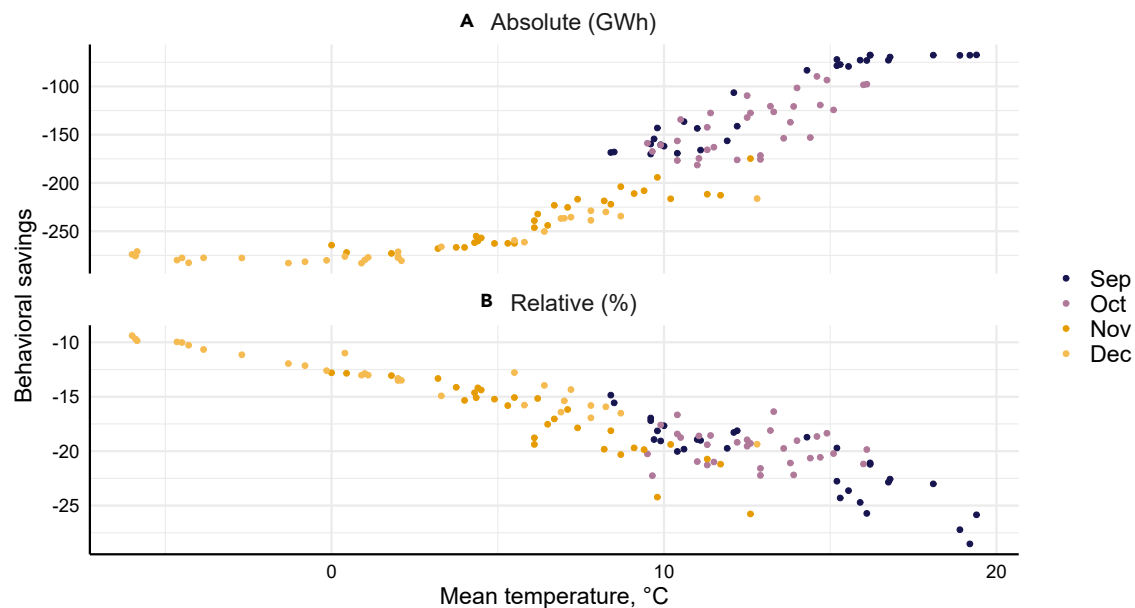 A Absolute (GWh)
-100
-150
-200
-250
Behavioral savings
B Relative (%)
-10
-15
-20
-25
0 10 20
Mean temperature, °C
Sep
Oct
Nov
Dec